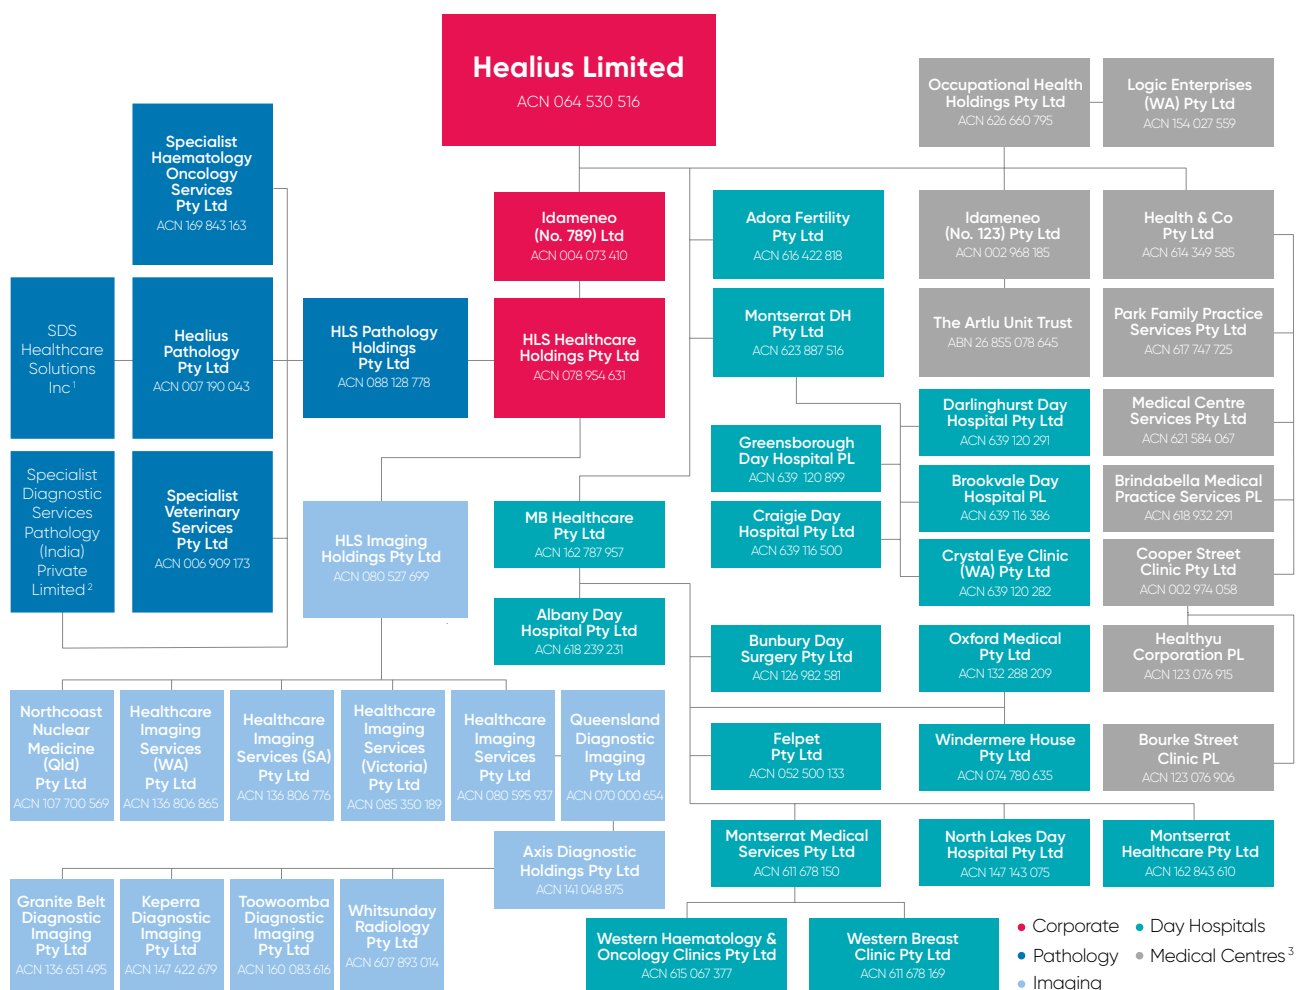 Healius Limited
ACN 064 530 516
Occupational Health
Holdings Pty Ltd
ACN 626 660 795
Logic Enterprises
(WA) Pty Ltd
ACN 154 027 559
Specialist
Haematology
Oncology
Services
Pty Ltd
ACN 169 843 163
Idameneo
(No. 789) Ltd
ACN 004 073 410
Adora Fertility
Pty Ltd
ACN 616 422 818
Idameneo
(No. 123) Pty Ltd
ACN 002 968 185
Health & Co
Pty Ltd
ACN 614 349 585
SDS
Healthcare
Solutions
Inc 1
Healius
Pathology
Pty Ltd
ACN 007 190 043
HLS Pathology
Holdings
Pty Ltd
ACN 088 128 778
HLS Healthcare
Holdings Pty Ltd
ACN 078 954 631
Montserrat DH
Pty Ltd
ACN 623 887 516
The Artlu Unit Trust
ABN 26 855 078 645
Park Family Practice
Services Pty Ltd
ACN 617 747 725
Darlinghurst Day
Hospital Pty Ltd
ACN 639 120 291
Medical Centre
Services Pty Ltd
ACN 621 584 067
Greensborough
Day Hospital PL
ACN 639 120 899
Specialist
Diagnostic
Services
Pathology
(India)
Private
Limited 2
Specialist
Veterinary
Services
Pty Ltd
ACN 006 909 173
HLS Imaging
Holdings Pty Ltd
ACN 080 527 699
MB Healthcare
Pty Ltd
ACN 162 787 957
Craigie Day
Hospital Pty Ltd
ACN 639 116 500
Brookvale Day
Hospital PL
ACN 639 116 386
Brindabella Medical
Practice Services PL
ACN 618 932 291
Crystal Eye Clinic
(WA) Pty Ltd
ACN 639 120 282
Cooper Street
Clinic Pty Ltd
ACN 002 974 058
Albany Day
Hospital Pty Ltd
ACN 618 239 231
Bunbury Day
Surgery Pty Ltd
ACN 126 982 581
Oxford Medical
Pty Ltd
ACN 132 288 209
Healthyu
Corporation PL
ACN 123 076 915
Northcoast
Nuclear
Medicine
(Qld)
Pty Ltd
ACN 107 700 569
Healthcare
Imaging
Services
(WA)
Pty Ltd
ACN 136 806 865
Healthcare
Imaging
Services (SA)
Pty Ltd
ACN 136 806 776
Healthcare
Imaging
Services
(Victoria)
Pty Ltd
ACN 085 350 189
Healthcare
Imaging
Services
Pty Ltd
ACN 080 595 937
Queensland
Diagnostic
Imaging
Pty Ltd
ACN 070 000 654
Felpet
Pty Ltd
ACN 052 500 133
Windermere House
Pty Ltd
ACN 074 780 635
Bourke Street
Clinic PL
ACN 123 076 906
Axis Diagnostic
Holdings Pty Ltd
ACN 141 048 875
Montserrat Medical
Services Pty Ltd
ACN 611 678 150
North Lakes Day
Hospital Pty Ltd
ACN 147 143 075
Montserrat
Healthcare Pty Ltd
ACN 162 843 610
Granite Belt
Diagnostic
Imaging
Pty Ltd
ACN 136 651 495
Keperra
Diagnostic
Imaging
Pty Ltd
ACN 147 422 679
Toowoomba
Diagnostic
Imaging
Pty Ltd
ACN 160 083 616
Whitsunday
Radiology
Pty Ltd
ACN 607 893 014
Western Haematology &
Oncology Clinics Pty Ltd
ACN 615 067 377
Western Breast
Clinic Pty Ltd
ACN 611 678 169
Corporate
Day Hospitals
Pathology
Medical Centres 3
Imaging